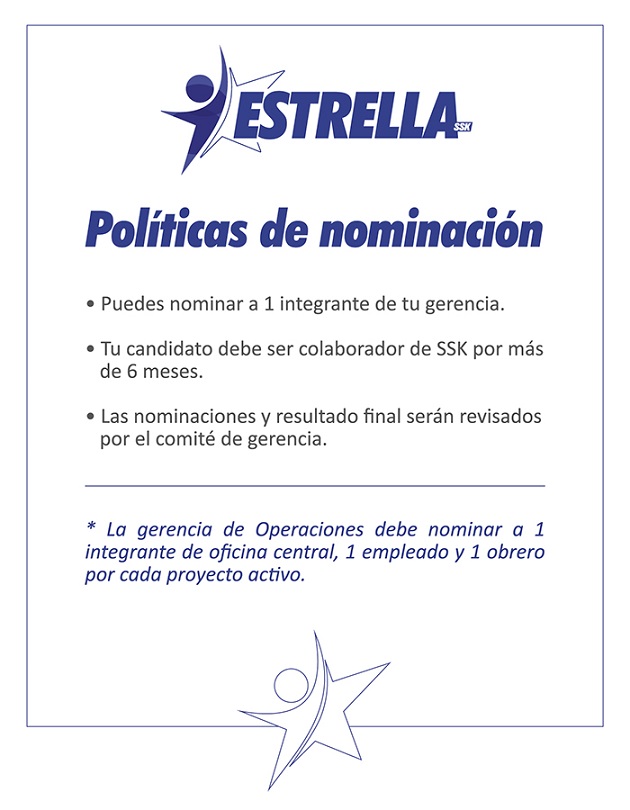 ESTRELLA SSK
Políticas de nominación
• Puedes nominar a 1 integrante de tu gerencia.
• Tu candidato debe ser colaborador de SSK por más
de 6 meses.
• Las nominaciones y resultado final serán revisados
por el comité de gerencia.
* La gerencia de Operaciones debe nominar a 1
integrante de oficina central, 1 empleado y 1 obrero
por cada proyecto activo.